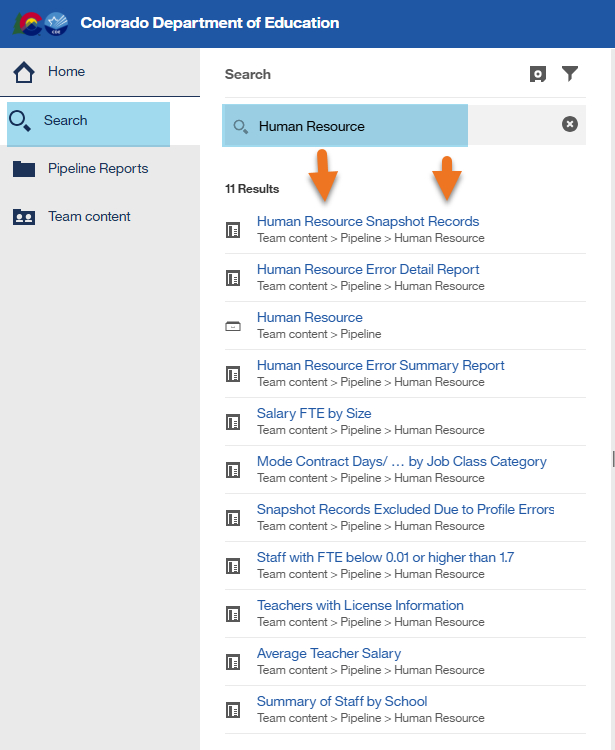 Colorado Department of Education
Home
Search
Pipeline Reports
Team content
Search
Human Resource
11 Results
Human Resource Snapshot Records
Team content > Pipeline > Human Resource
Human Resource Error Detail Report
Team content > Pipeline > Human Resource
Human Resource
Team content > Pipeline
Human Resource Error Summary Report
Team content > Pipeline > Human Resource
Salary FTE by Size
Team content > Pipeline > Human Resource
Mode Contract Days/ … by Job Class Category
Team content > Pipeline > Human Resource
Snapshot Records Excluded Due to Profile Errors
Team content > Pipeline > Human Resource
Staff with FTE below 0.01 or higher than 1.7
Team content > Pipeline > Human Resource
Teachers with License Information
Team content > Pipeline > Human Resource
Average Teacher Salary
Team content > Pipeline > Human Resource
Summary of Staff by School
Team content > Pipeline > Human Resource